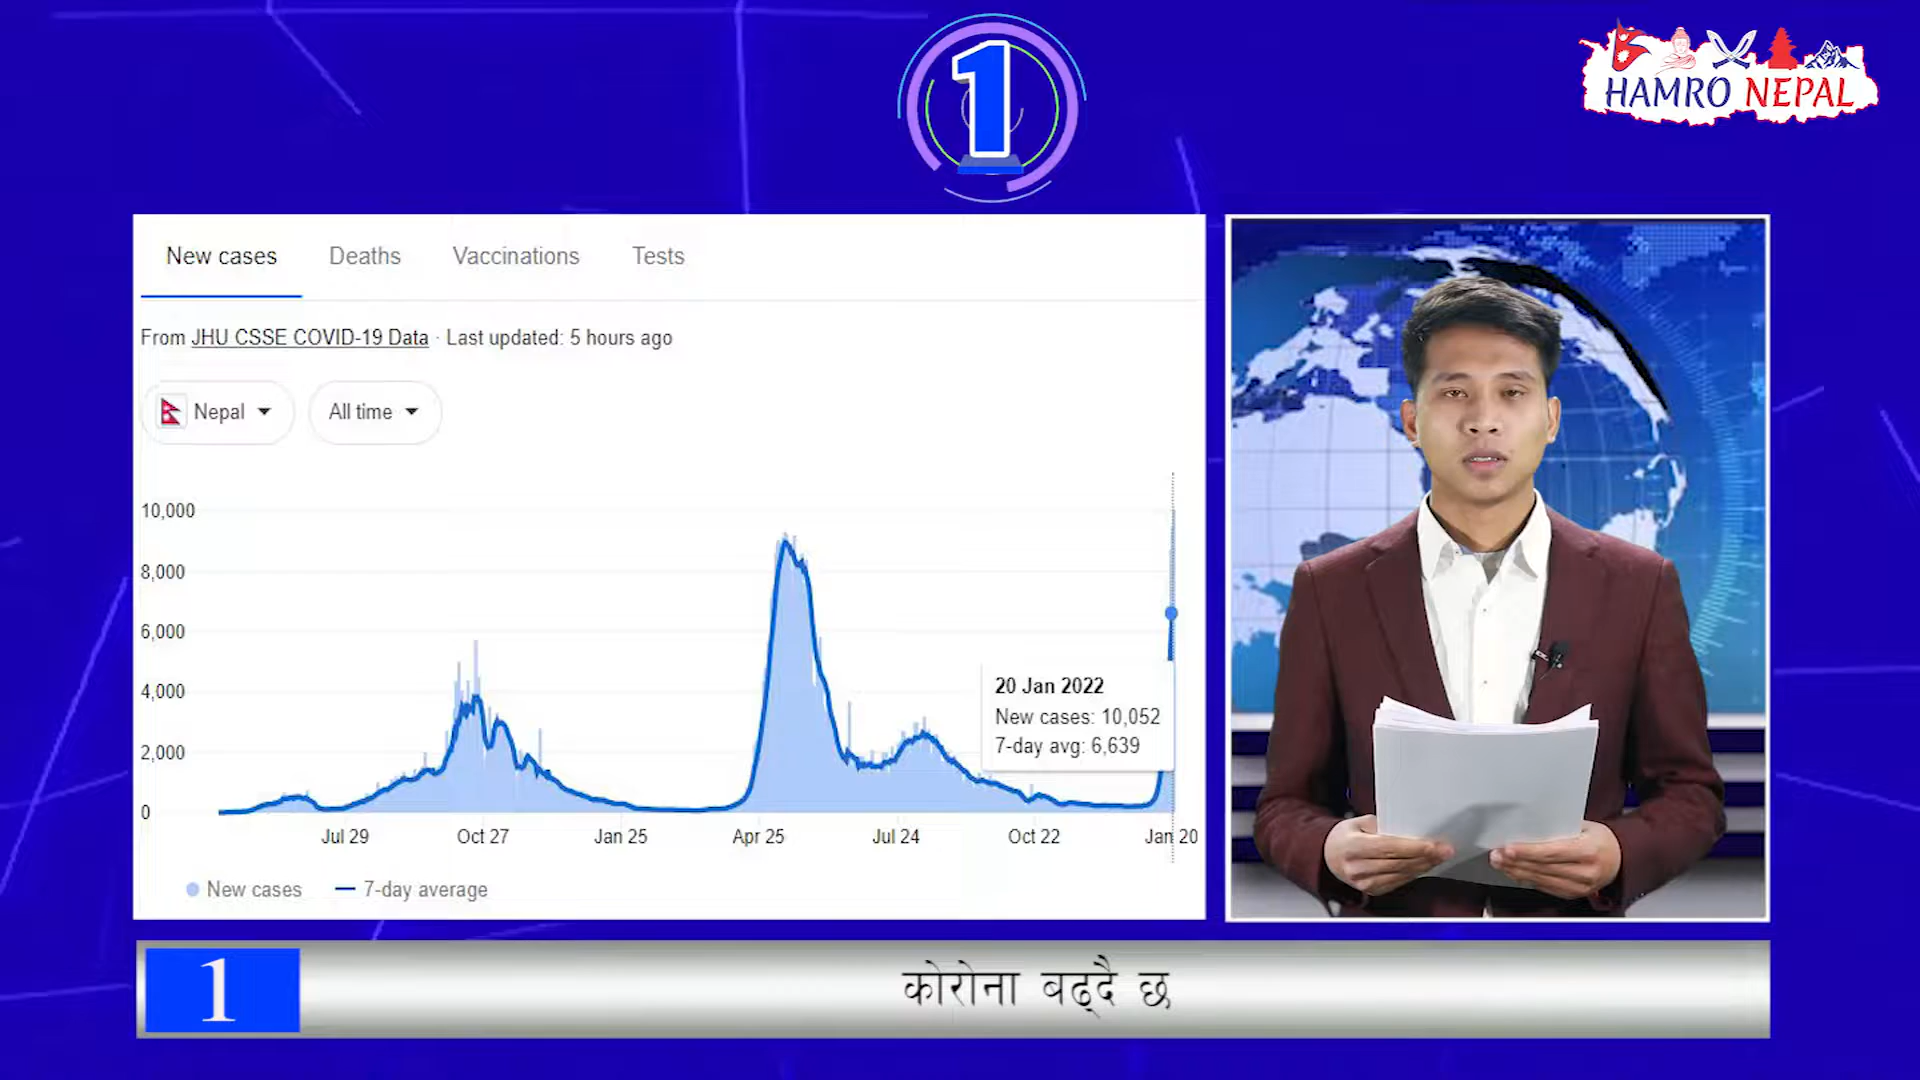 1
HAMRO NEPAL
New cases Deaths Vaccinations Tests
From JHU CSSE COVID-19 Data · Last updated: 5 hours ago
Nepal All time
10,000
8,000
6,000
4,000
2,000
0
20 Jan 2022
New cases: 10,052
7-day avg: 6,639
Jul 29 Oct 27 Jan 25 Apr 25 Jul 24 Oct 22 Jan 20
New cases 7-day average
1 कोरोना बढ्दै छ